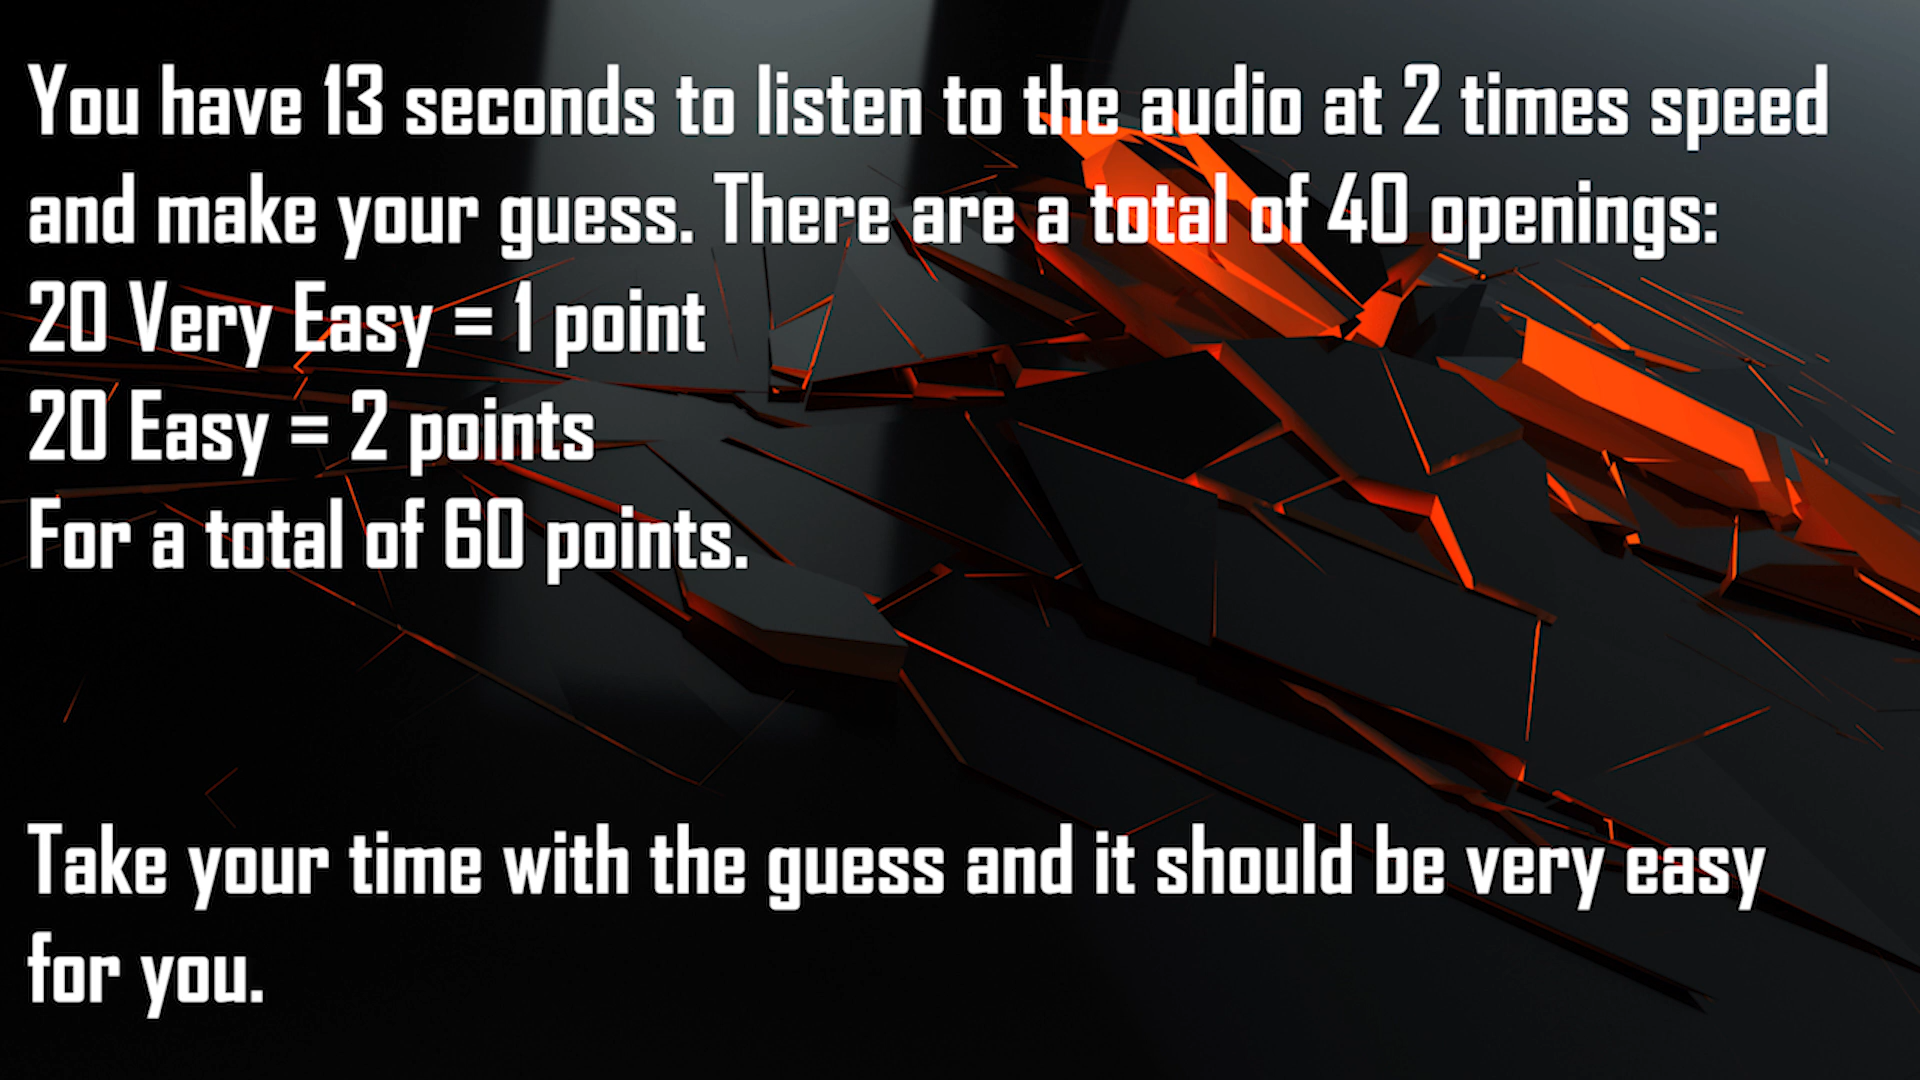 You have 13 seconds to listen to the audio at 2 times speed
and make your guess. There are a total of 40 openings:
20 Very Easy = 1 point
20 Easy = 2 points
For a total of 60 points.
Take your time with the guess and it should be very easy
for you.